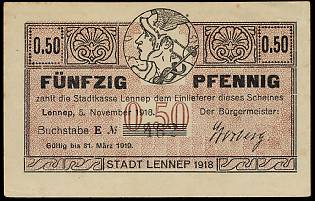 0.50 0.50
FÜNFZIG PFENNIG
zahlt die Stadtkasse Lennep dem Einlieferer dieses Scheines
Lennep, 5. November 1918. Der Bürgermeister:
0.50
Buchstabe E №
Gültig bis 31. März 1919.
STADT LENNEP 1918